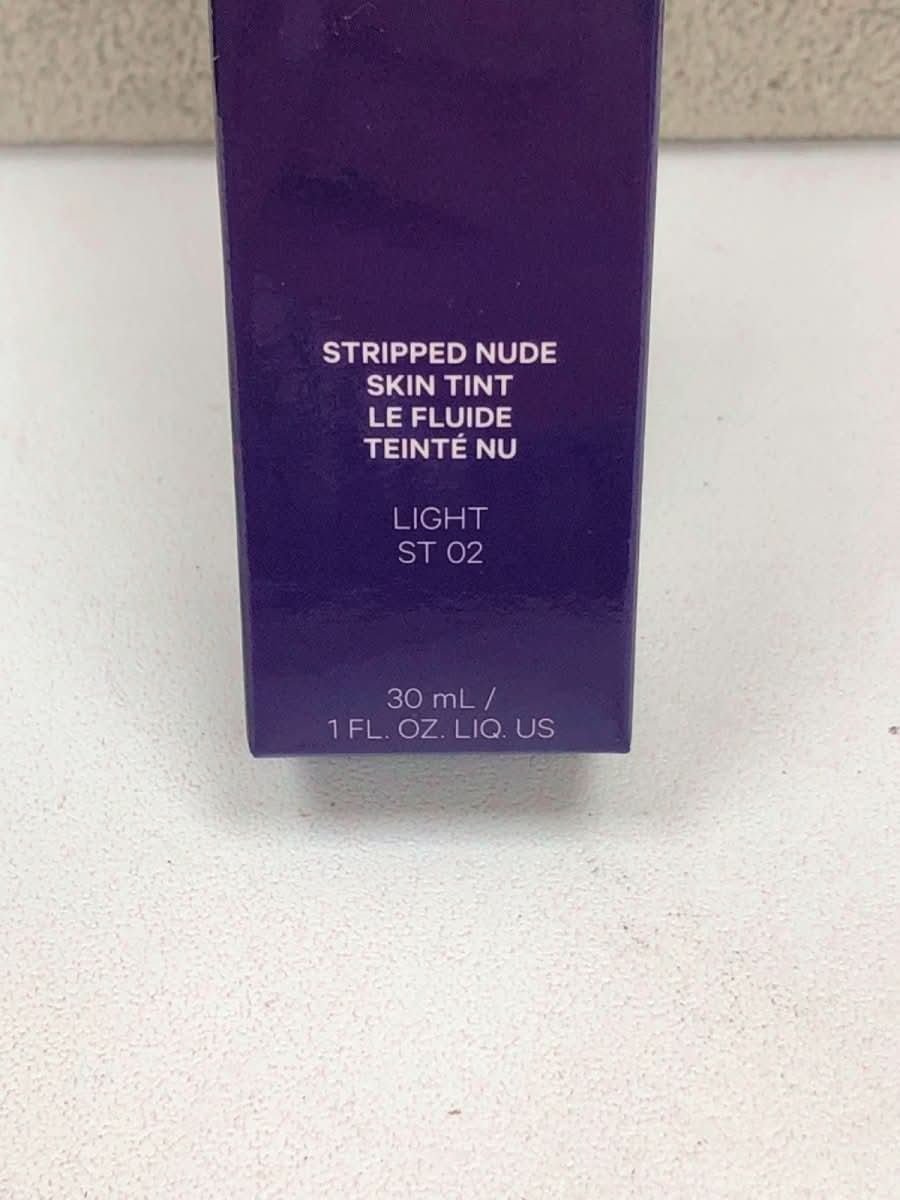 STRIPPED NUDE
SKIN TINT
LE FLUIDE
TEINTÉ NU
LIGHT
ST 02
30 mL /
1 FL. OZ. LIQ. US